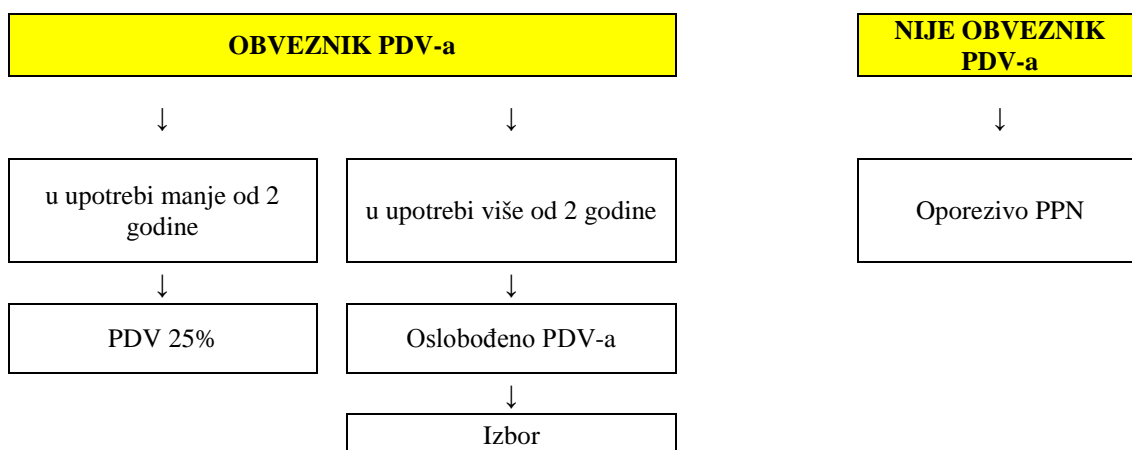 OBVEZNIK PDV-a
NIJE OBVEZNIK
PDV-a
↓
↓
↓
u upotrebi manje od 2
godine
u upotrebi više od 2 godine
Oporezivo PPN
↓
↓
PDV 25%
Oslobođeno PDV-a
↓
Izbor